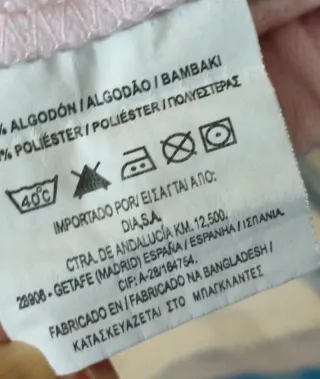 % ALGODÓN / ALGODÃO / ΒΑΜΒΑΚΙ
% POLIÉSTER / POLIÉSTER / ΠΟΛΥΕΣΤΕΡΑΣ
40°C
IMPORTADO POR/ ΕΙΣΑΓΤΑΙ ΑΠΟ:
DIA,S.A.
CTRA. DE ANDALUCÍA KM. 12,500.
28906 - GETAFE (MADRID) ESPAÑA / ESPANHA / ΙΣΠΑΝΙΑ
CIF: A-28/164754.
FABRICADO EN / FABRICADO NA BANGLADESH /
ΚΑΤΑΣΚΕΥΑΖΕΤΑΙ ΣΤΟ ΜΠΑΓΚΛΑΝΤΕΣ